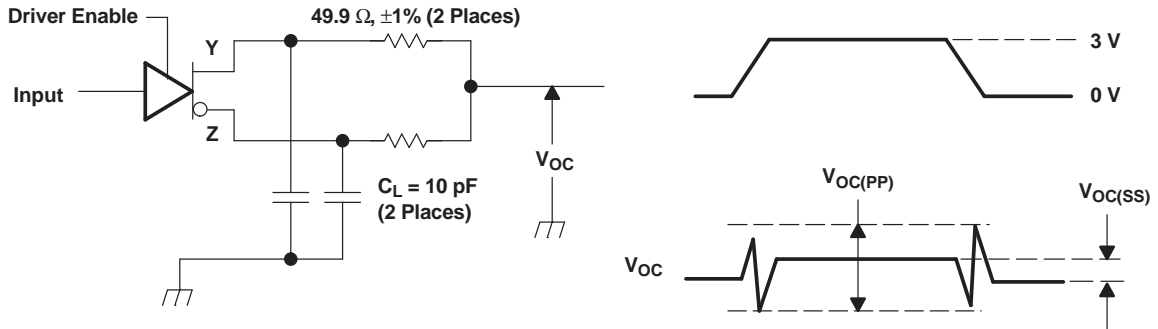 Driver Enable
49.9 Ω, ±1% (2 Places)
Y
Input
Z
V_OC
C_L = 10 pF
(2 Places)
3 V
0 V
V_OC(PP)
V_OC(SS)
V_OC